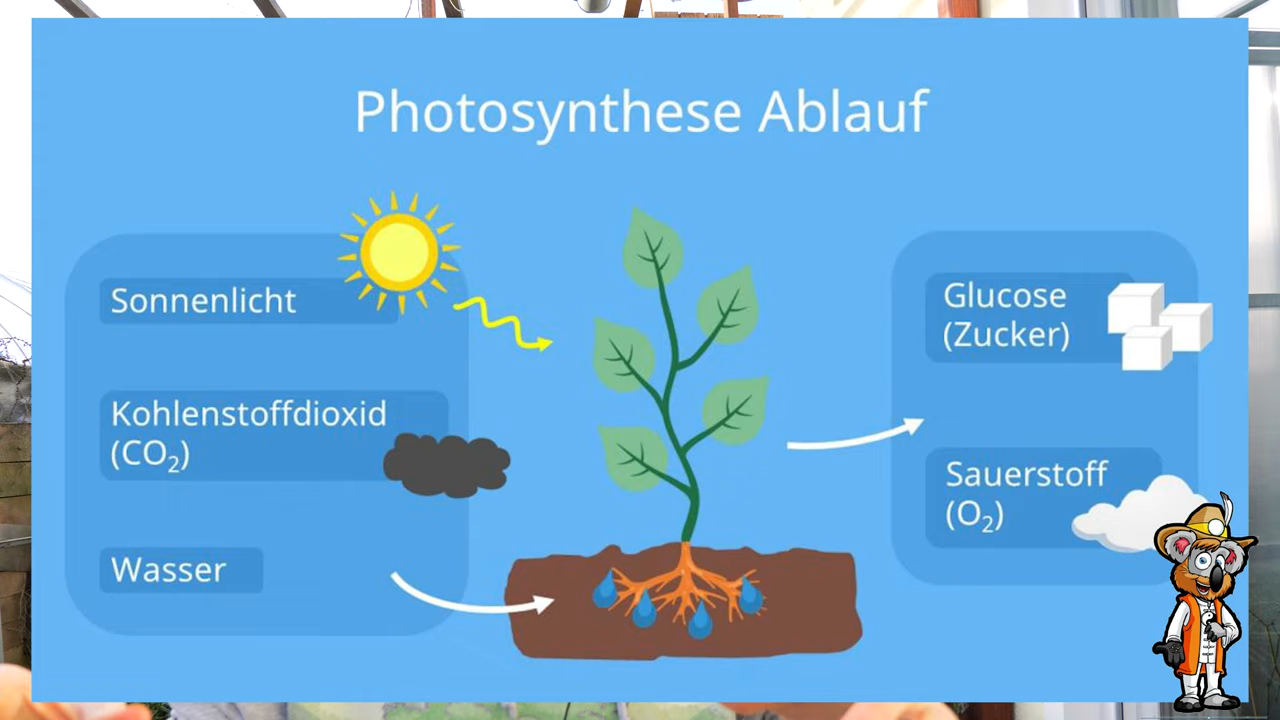 Photosynthese Ablauf
Sonnenlicht
Kohlenstoffdioxid
(CO₂)
Wasser
Glucose
(Zucker)
Sauerstoff
(O₂)